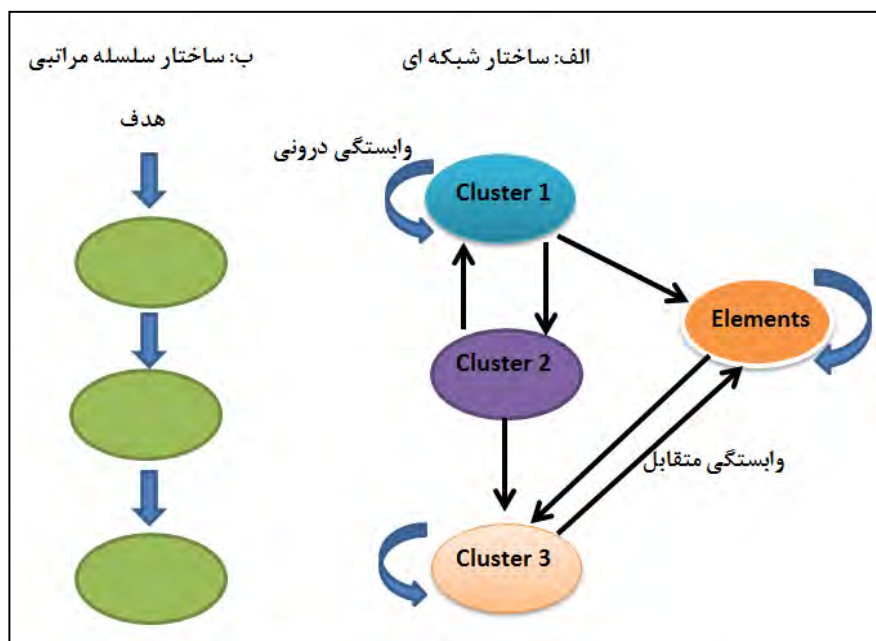 الف: ساختار شبکه ای
ب: ساختار سلسله مراتبی
هدف
وابستگی درونی
Cluster 1
Elements
Cluster 2
وابستگی متقابل
Cluster 3